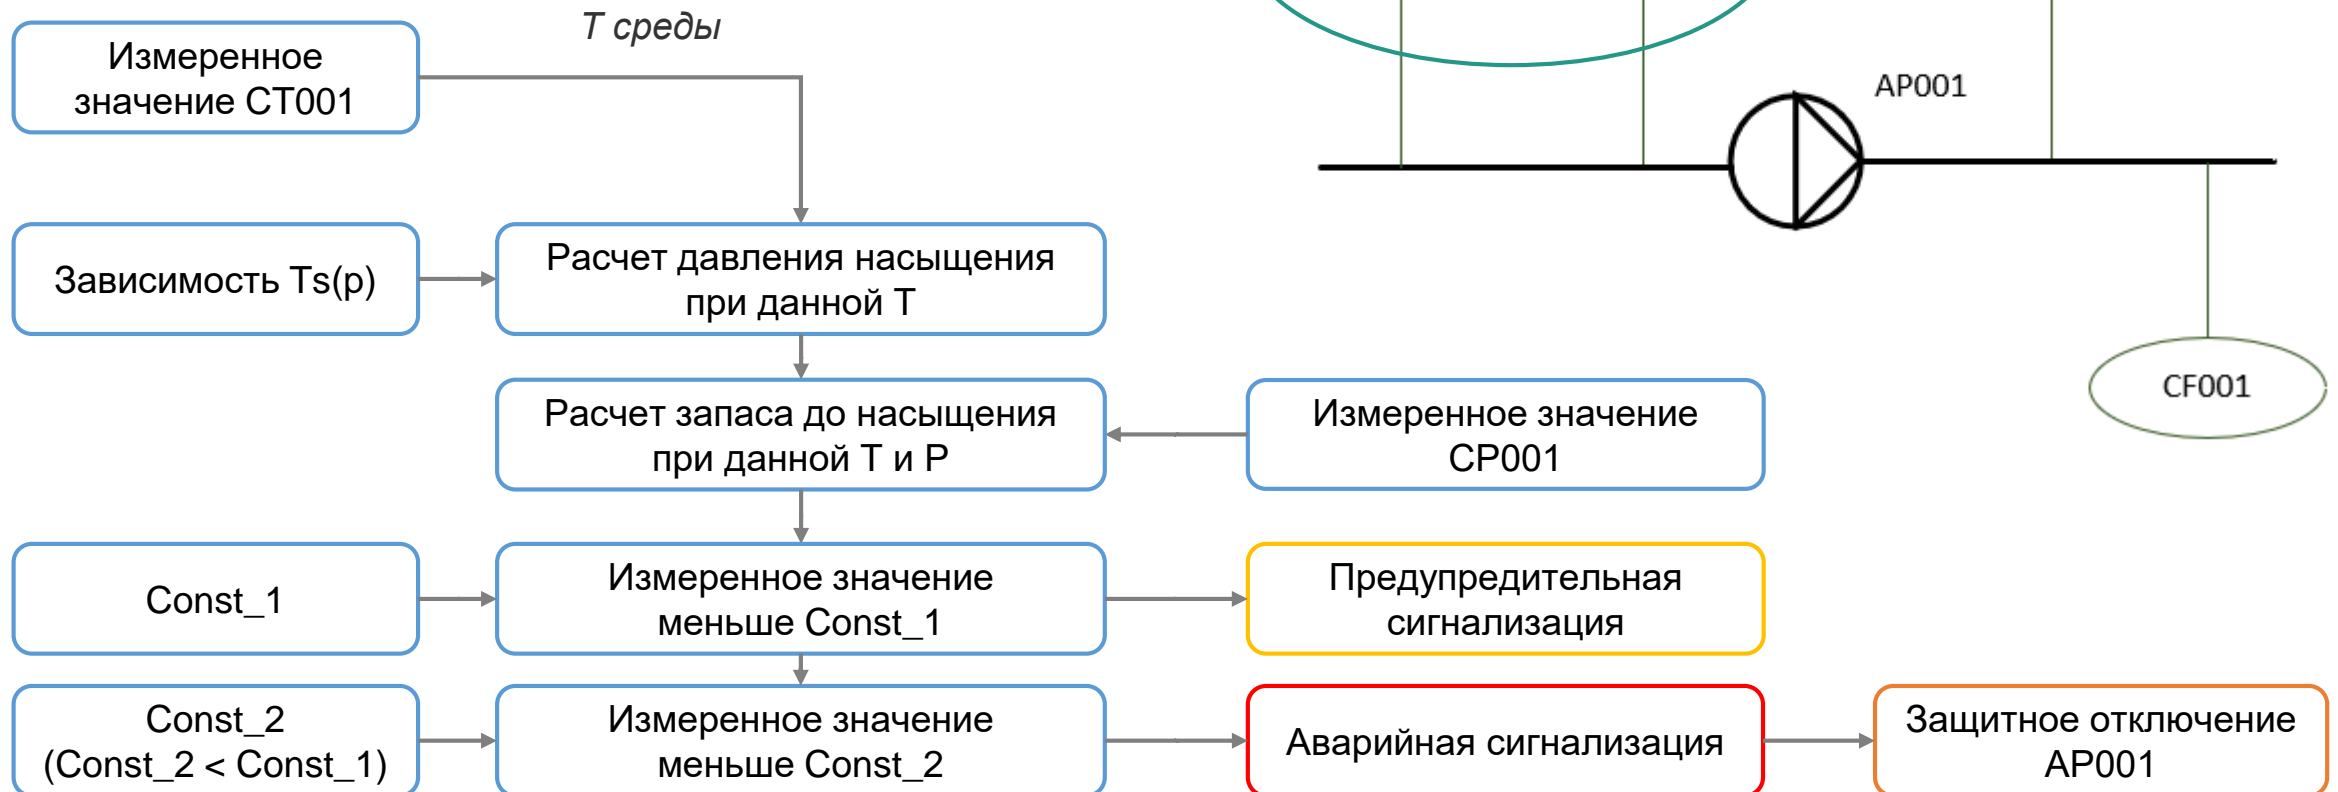 T среды
Измеренное
значение CT001
AP001
Зависимость Ts(p)
Расчет давления насыщения
при данной T
CF001
Расчет запаса до насыщения
при данной T и P
Измеренное значение
CP001
Const_1
Измеренное значение
меньше Const_1
Предупредительная
сигнализация
Const_2
(Const_2 < Const_1)
Измеренное значение
меньше Const_2
Аварийная сигнализация
Защитное отключение
AP001